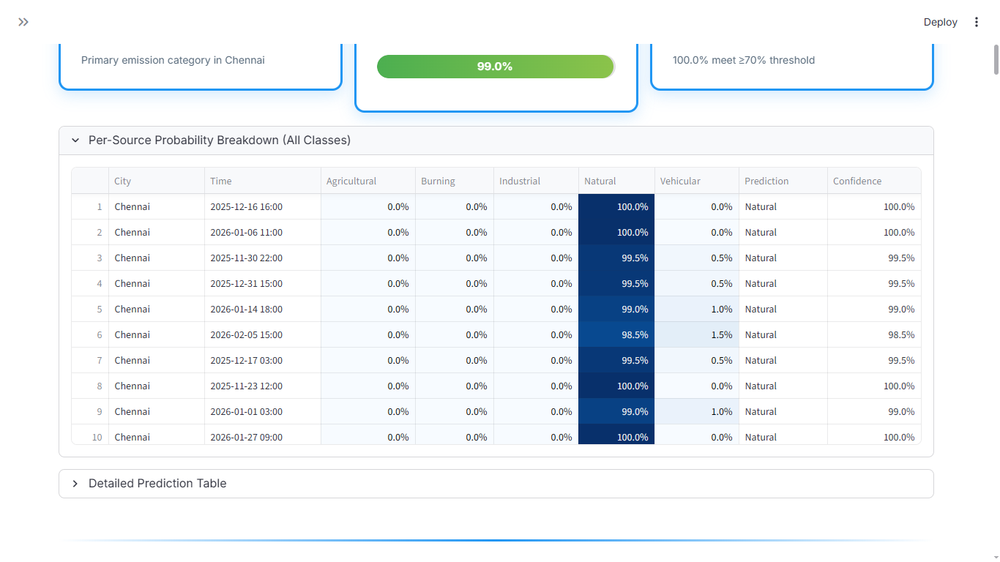 Deploy
Primary emission category in Chennai
99.0%
100.0% meet ≥70% threshold
Per-Source Probability Breakdown (All Classes)
City Time Agricultural Burning Industrial Natural Vehicular Prediction Confidence
1 Chennai 2025-12-16 16:00 0.0% 0.0% 0.0% 100.0% 0.0% Natural 100.0%
2 Chennai 2026-01-06 11:00 0.0% 0.0% 0.0% 100.0% 0.0% Natural 100.0%
3 Chennai 2025-11-30 22:00 0.0% 0.0% 0.0% 99.5% 0.5% Natural 99.5%
4 Chennai 2025-12-31 15:00 0.0% 0.0% 0.0% 99.5% 0.5% Natural 99.5%
5 Chennai 2026-01-14 18:00 0.0% 0.0% 0.0% 99.0% 1.0% Natural 99.0%
6 Chennai 2026-02-05 15:00 0.0% 0.0% 0.0% 98.5% 1.5% Natural 98.5%
7 Chennai 2025-12-17 03:00 0.0% 0.0% 0.0% 99.5% 0.5% Natural 99.5%
8 Chennai 2025-11-23 12:00 0.0% 0.0% 0.0% 100.0% 0.0% Natural 100.0%
9 Chennai 2026-01-01 03:00 0.0% 0.0% 0.0% 99.0% 1.0% Natural 99.0%
10 Chennai 2026-01-27 09:00 0.0% 0.0% 0.0% 100.0% 0.0% Natural 100.0%
Detailed Prediction Table